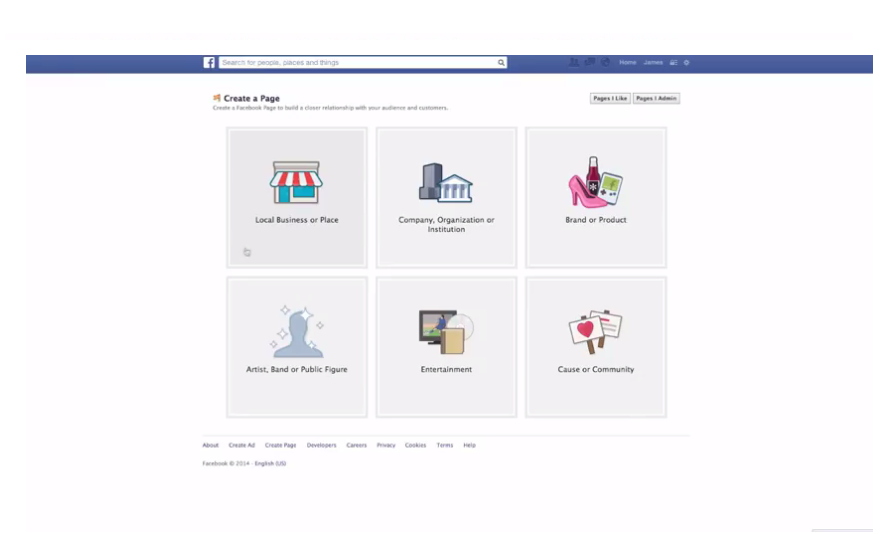 f Search for people, places and things Home James
Create a Page
Create a Facebook Page to build a closer relationship with your audience and customers.
Pages I Like Pages I Admin
Local Business or Place
Company, Organization or
Institution
Brand or Product
Artist, Band or Public Figure
Entertainment
Cause or Community
About Create Ad Create Page Developers Careers Privacy Cookies Terms Help
Facebook © 2014 · English (US)